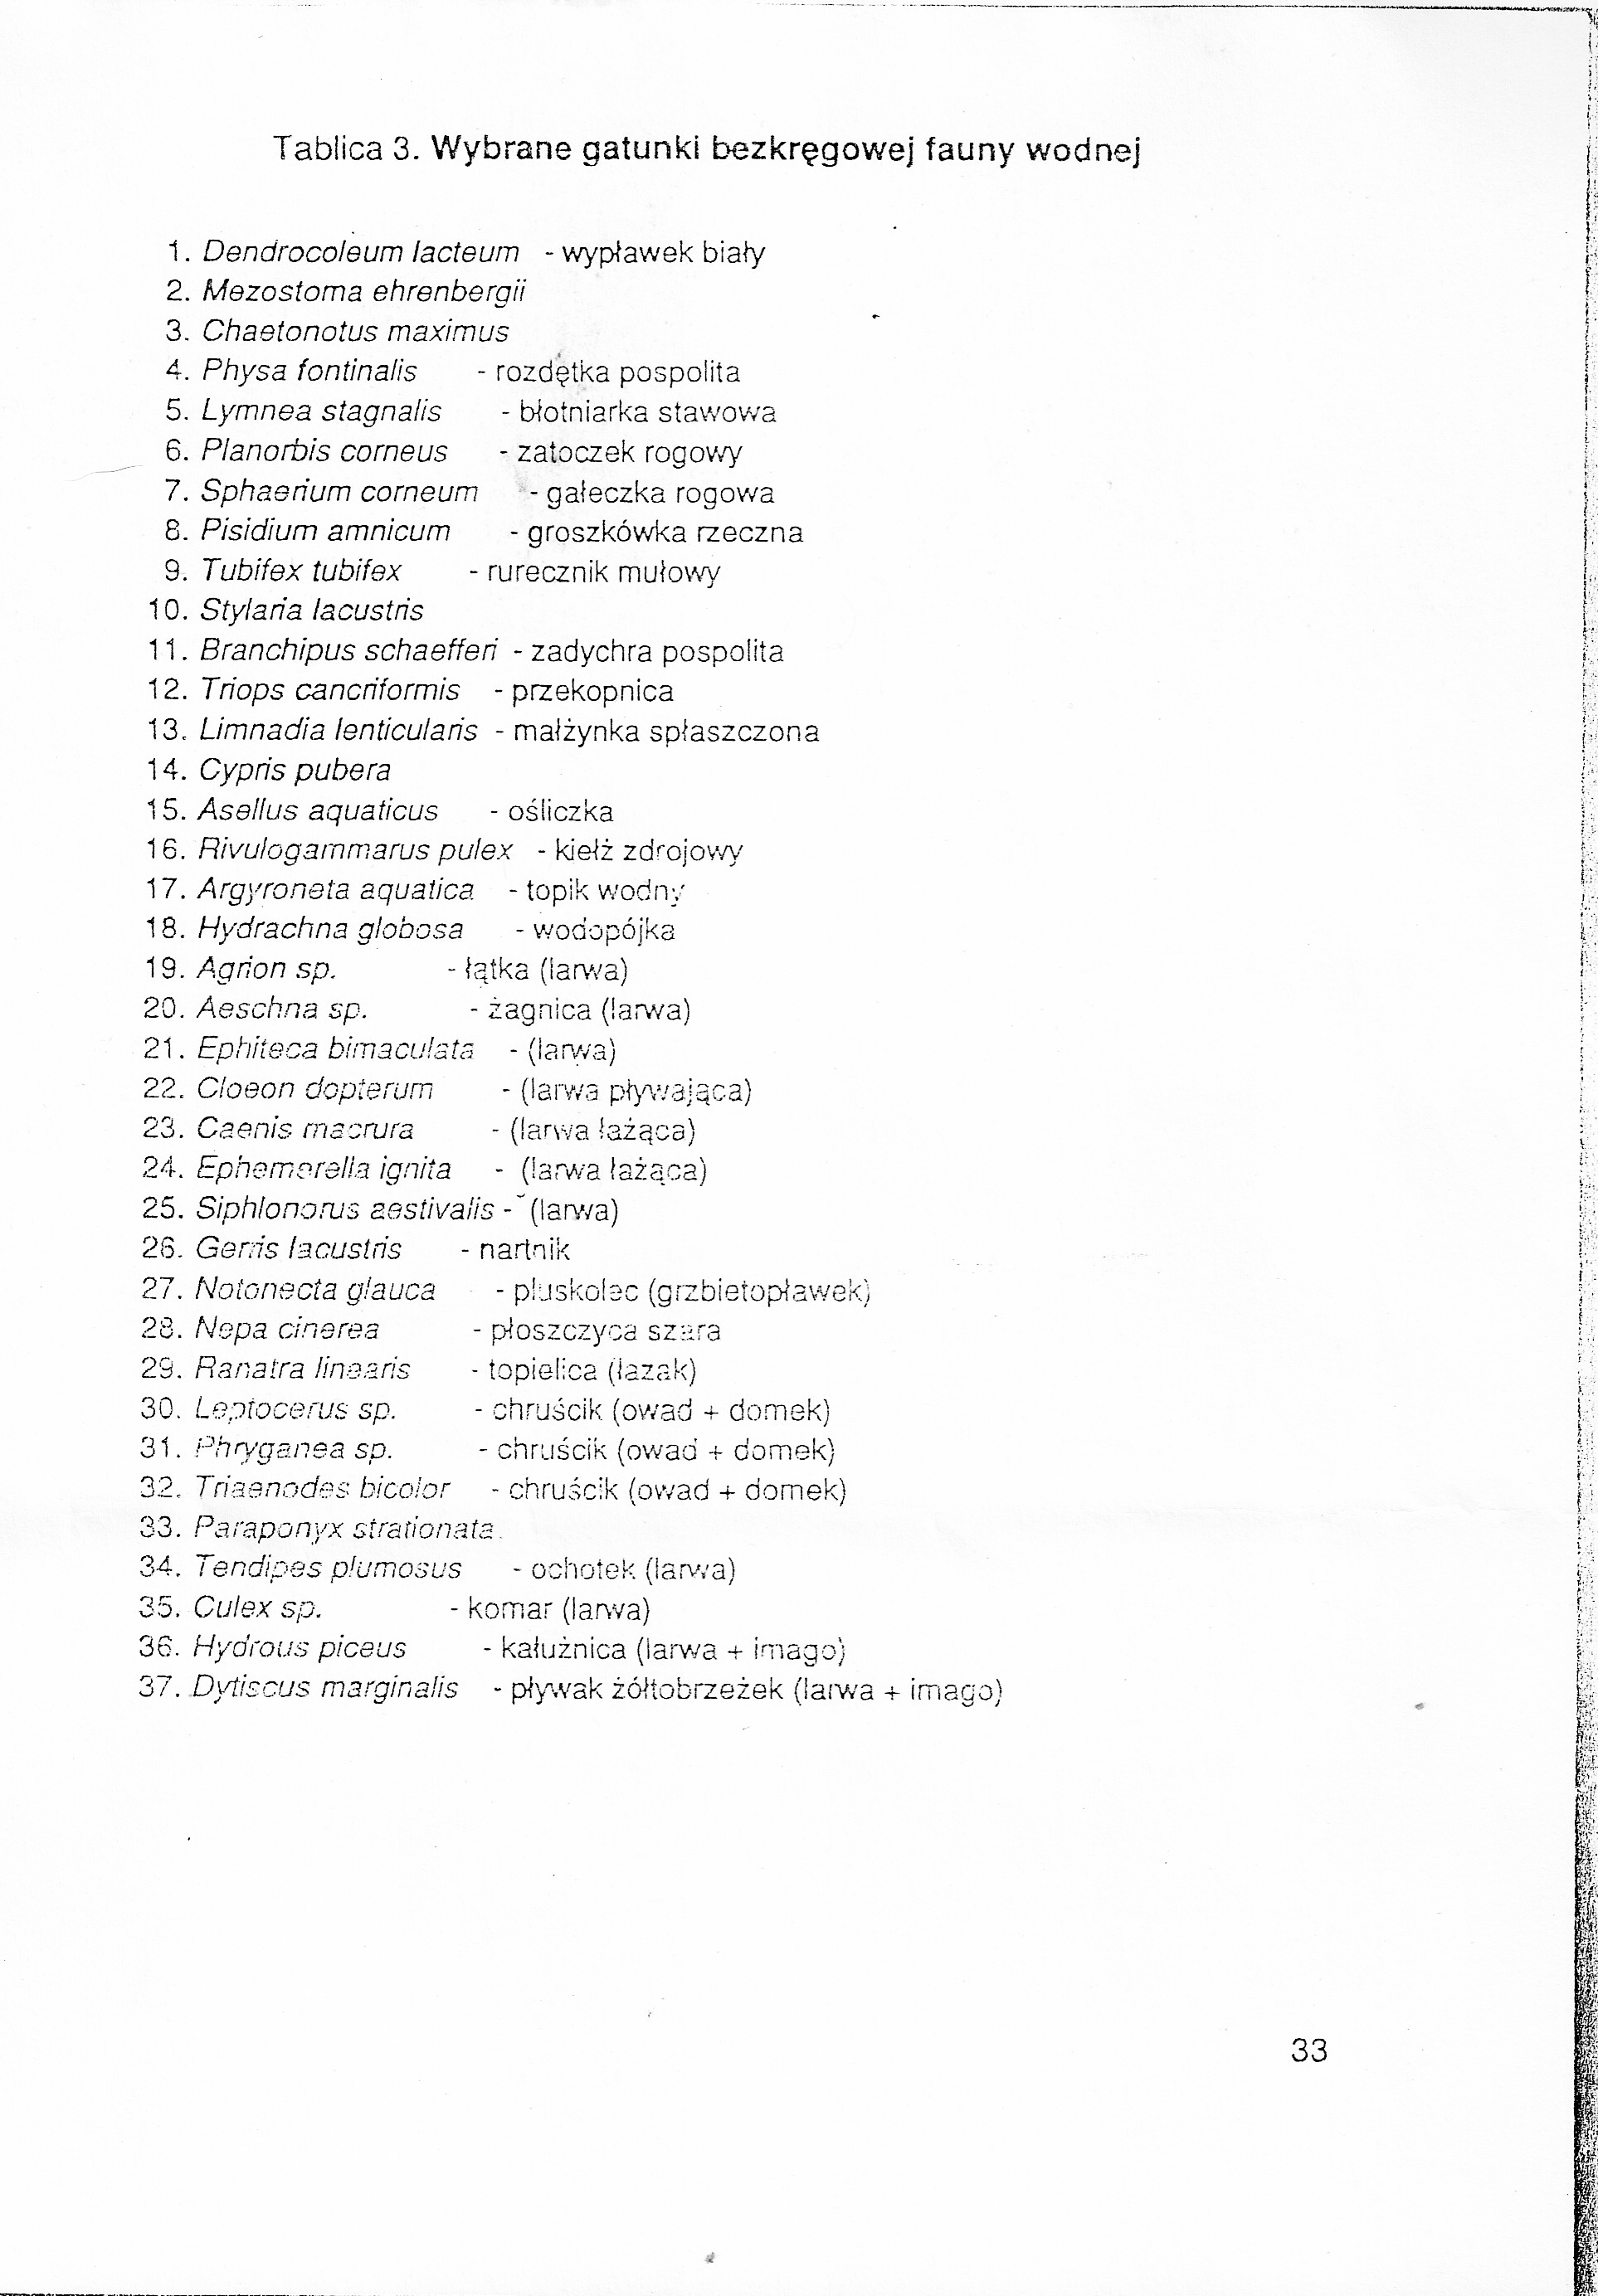 Tablica 3. Wybrane gatunki bezkręgowej fauny wodnej
1. Dendrocoleum lacteum - wypławek biały
2. Mezostoma ehrenbergii
3. Chaetonotus maximus
4. Physa fontinalis - rozdętka pospolita
5. Lymnea stagnalis - błotniarka stawowa
6. Planorbis corneus - zatoczek rogowy
7. Sphaerium corneum - gałeczka rogowa
8. Pisidium amnicum - groszkówka rzeczna
9. Tubifex tubifex - rurecznik mułowy
10. Stylaria lacustris
11. Branchipus schaefferi - zadychra pospolita
12. Triops cancriformis - przekopnica
13. Limnadia lenticularis - małżynka spłaszczona
14. Cypris pubera
15. Asellus aquaticus - ośliczka
16. Rivulogammarus pulex - kiełż zdrojowy
17. Argyroneta aquatica - topik wodny
18. Hydrachna globosa - wodopójka
19. Agrion sp. - łątka (larwa)
20. Aeschna sp. - żagnica (larwa)
21. Ephiteca bimaculata - (larwa)
22. Cloeon dopterum - (larwa pływająca)
23. Caenis macrura - (larwa łażąca)
24. Ephemerella ignita - (larwa łażąca)
25. Siphlonorus aestivalis - (larwa)
26. Gerris lacustris - nartnik
27. Notonecta glauca - pluskolec (grzbietopławek)
28. Nepa cinerea - płoszczyca szara
29. Ranatra linearis - topielica (łazak)
30. Leptocerus sp. - chruścik (owad + domek)
31. Phryganea sp. - chruścik (owad + domek)
32. Triaenodes bicolor - chruścik (owad + domek)
33. Paraponyx strationata
34. Tendipes plumosus - ochotek (larwa)
35. Culex sp. - komar (larwa)
36. Hydrous piceus - kałużnica (larwa + imago)
37. Dytiscus marginalis - pływak żółtobrzeżek (larwa + imago)
33